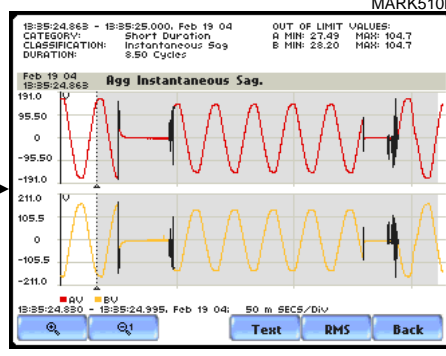 MARK510
13:35:24.863 - 13:35:25.000, Feb 19 04
CATEGORY: Short Duration
CLASSIFICATION: Instantaneous Sag
DURATION: 8.50 Cycles
OUT OF LIMIT VALUES:
A MIN: 27.49 MAX: 104.7
B MIN: 28.20 MAX: 104.7
Feb 19 04
13:35:24.863
Agg Instantaneous Sag.
191.0
V
95.50
0
-95.50
-191.0
211.0
V
105.5
0
-105.5
-211.0
AV BV
13:35:24.830 - 13:35:24.995, Feb 19 04; 50 m SECS/Div
1
Text RMS Back